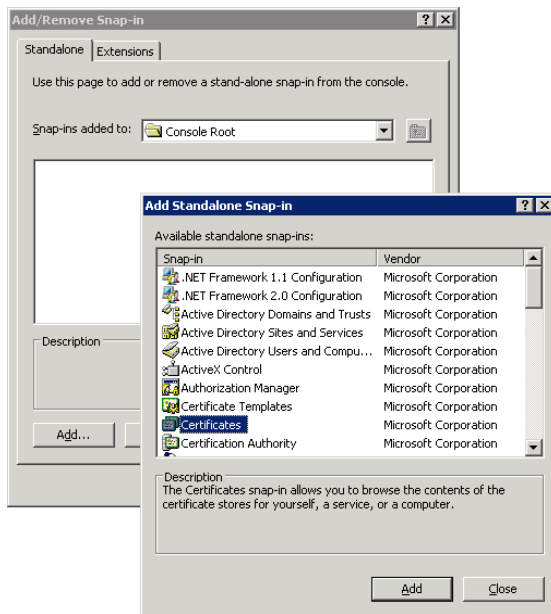 Add/Remove Snap-in
Standalone
Extensions
Use this page to add or remove a stand-alone snap-in from the console.
Snap-ins added to:
Console Root
Description
Add...
Add Standalone Snap-in
Available standalone snap-ins:
Snap-in Vendor
.NET Framework 1.1 Configuration Microsoft Corporation
.NET Framework 2.0 Configuration Microsoft Corporation
Active Directory Domains and Trusts Microsoft Corporation
Active Directory Sites and Services Microsoft Corporation
Active Directory Users and Compu... Microsoft Corporation
ActiveX Control Microsoft Corporation
Authorization Manager Microsoft Corporation
Certificate Templates Microsoft Corporation
Certificates Microsoft Corporation
Certification Authority Microsoft Corporation
Description
The Certificates snap-in allows you to browse the contents of the
certificate stores for yourself, a service, or a computer.
Add
Close